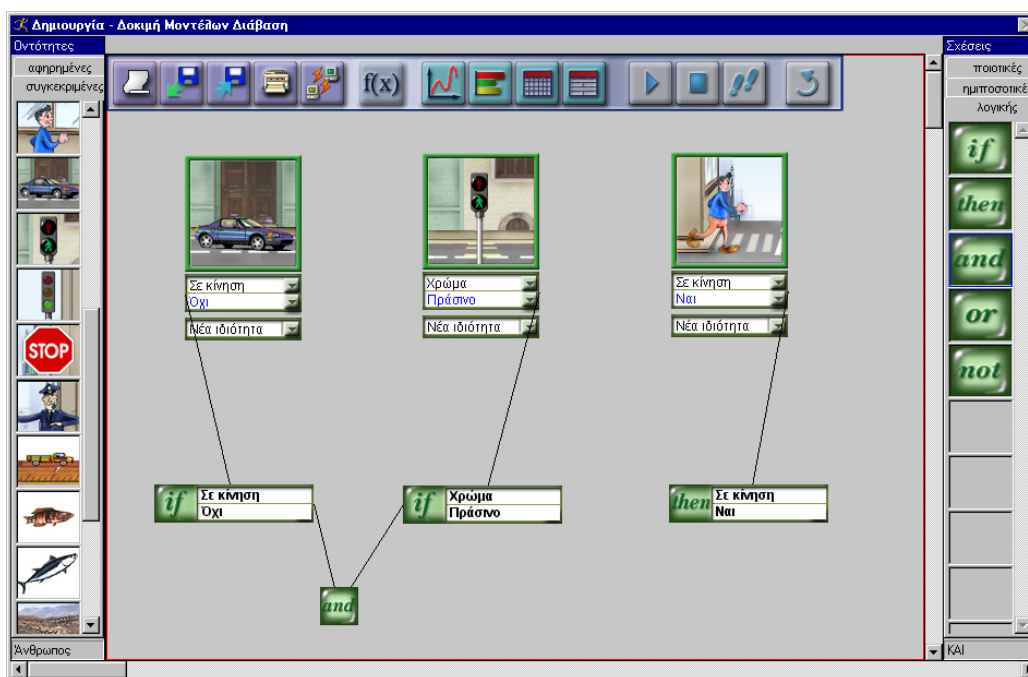 Δημιουργία - Δοκιμή Μοντέλων Διάβαση
Οντότητες
αφηρημένες
συγκεκριμένες
f(x)
Σχέσεις
ποιοτικές
ημιποσοτικέ
λογικής
if
then
and
or
not
STOP
Σε κίνηση
Όχι
Νέα ιδιότητα
Χρώμα
Πράσινο
Νέα ιδιότητα
Σε κίνηση
Ναι
Νέα ιδιότητα
if
Σε κίνηση
Όχι
if
Χρώμα
Πράσινο
then
Σε κίνηση
Ναι
and
Άνθρωπος
ΚΑΙ